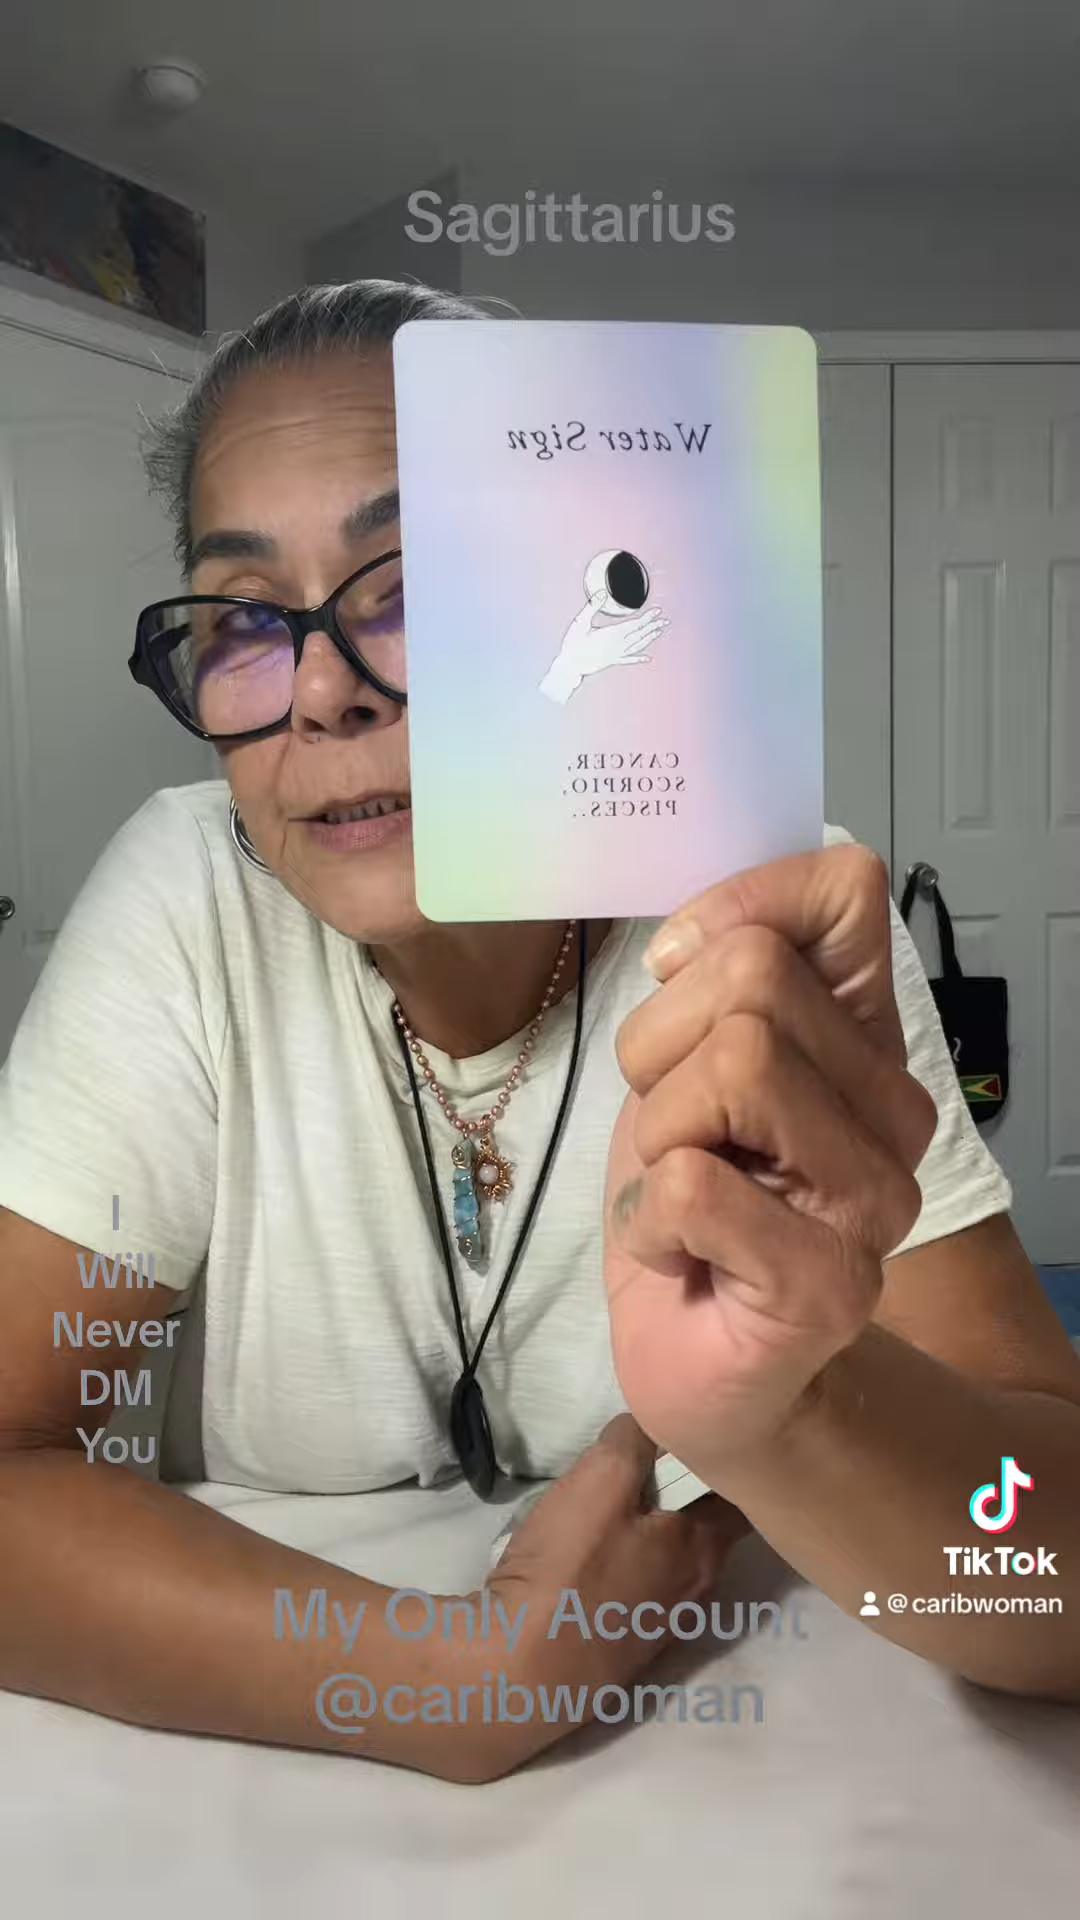 Sagittarius
Water Sign
CANCER,
SCORPIO,
PISCES..
I
Will
Never
DM
You
TikTok
@caribwoman
My Only Account
@caribwoman